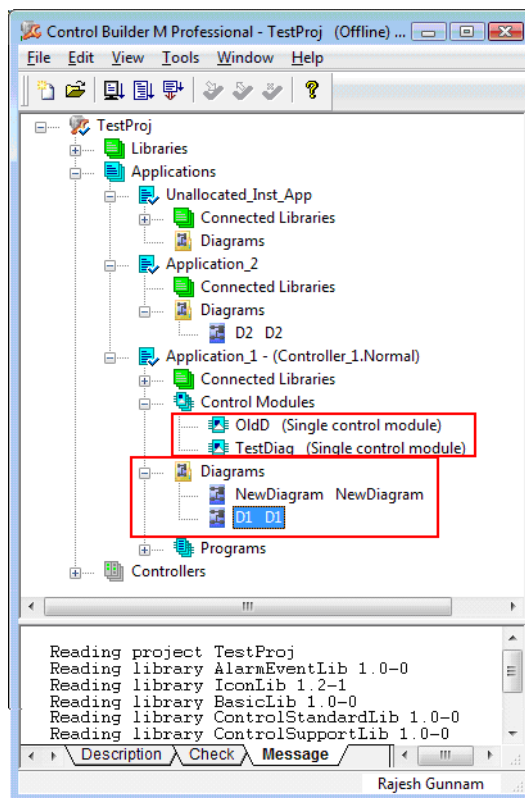 Control Builder M Professional - TestProj (Offline) ...
File Edit View Tools Window Help
TestProj
Libraries
Applications
Unallocated_Inst_App
Connected Libraries
Diagrams
Application_2
Connected Libraries
Diagrams
D2 D2
Application_1 - (Controller_1.Normal)
Connected Libraries
Control Modules
OldD (Single control module)
TestDiag (Single control module)
Diagrams
NewDiagram NewDiagram
D1 D1
Programs
Controllers
Reading project TestProj
Reading library AlarmEventLib 1.0-0
Reading library IconLib 1.2-1
Reading library BasicLib 1.0-0
Reading library ControlStandardLib 1.0-0
Reading library ControlSupportLib 1.0-0
Description Check Message
Rajesh Gunnam